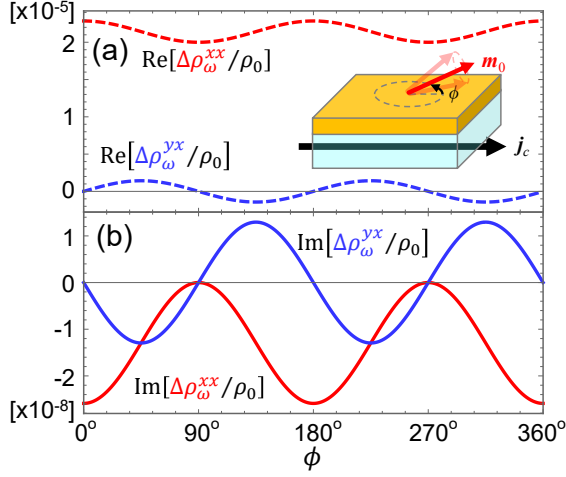 [x10⁻⁵]
(a)
Re[Δρ_ω^{xx}/ρ₀]
m₀
ϕ
j_c
2
1
Re[Δρ_ω^{yx}/ρ₀]
0
(b)
Im[Δρ_ω^{yx}/ρ₀]
1
0
-1
-2
Im[Δρ_ω^{xx}/ρ₀]
[x10⁻⁸]
0° 90° 180° 270° 360°
ϕ